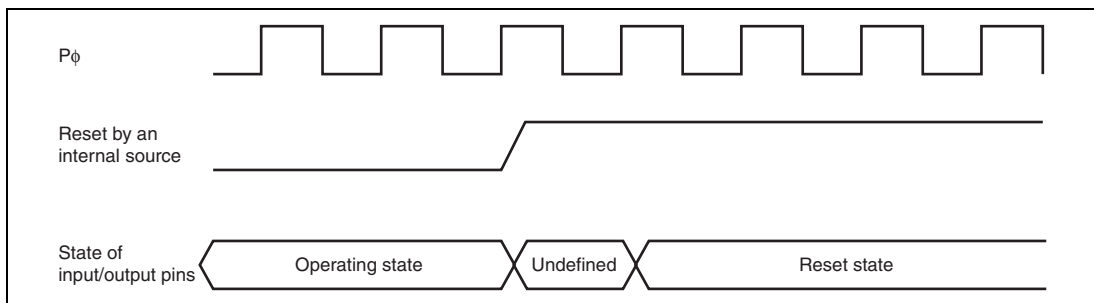 Pϕ
Reset by an
internal source
State of
input/output pins
Operating state
Undefined
Reset state